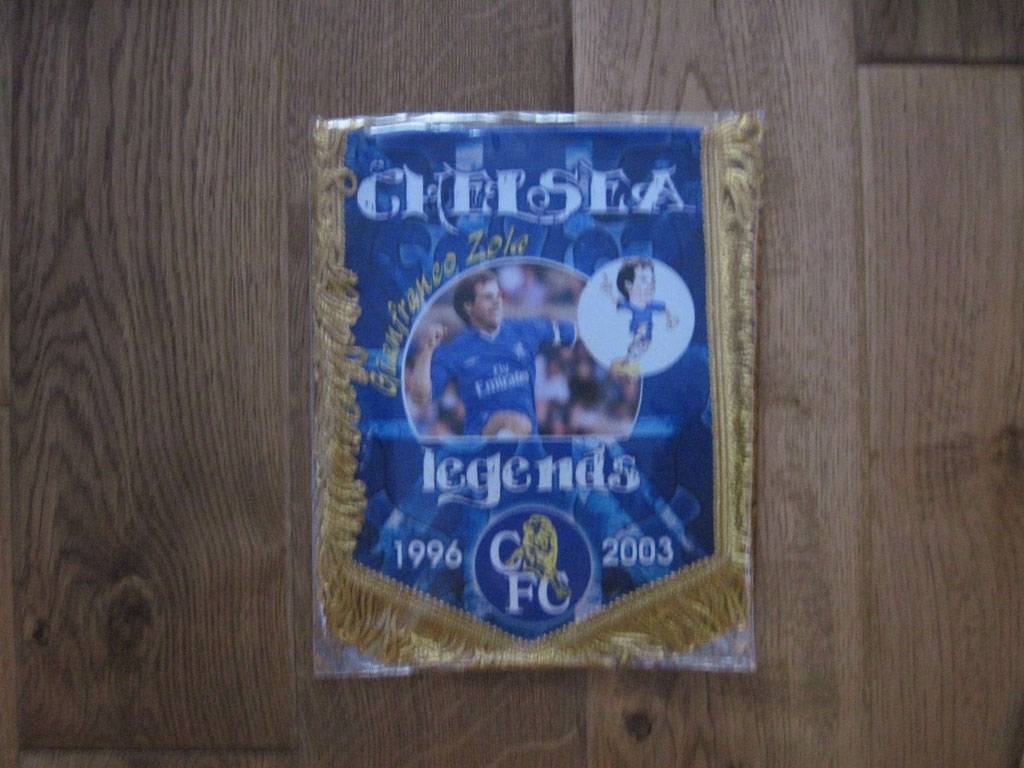 CHELSEA
Gianfranco Zola
Fly
Emirates
legends
1996 2003
CFC